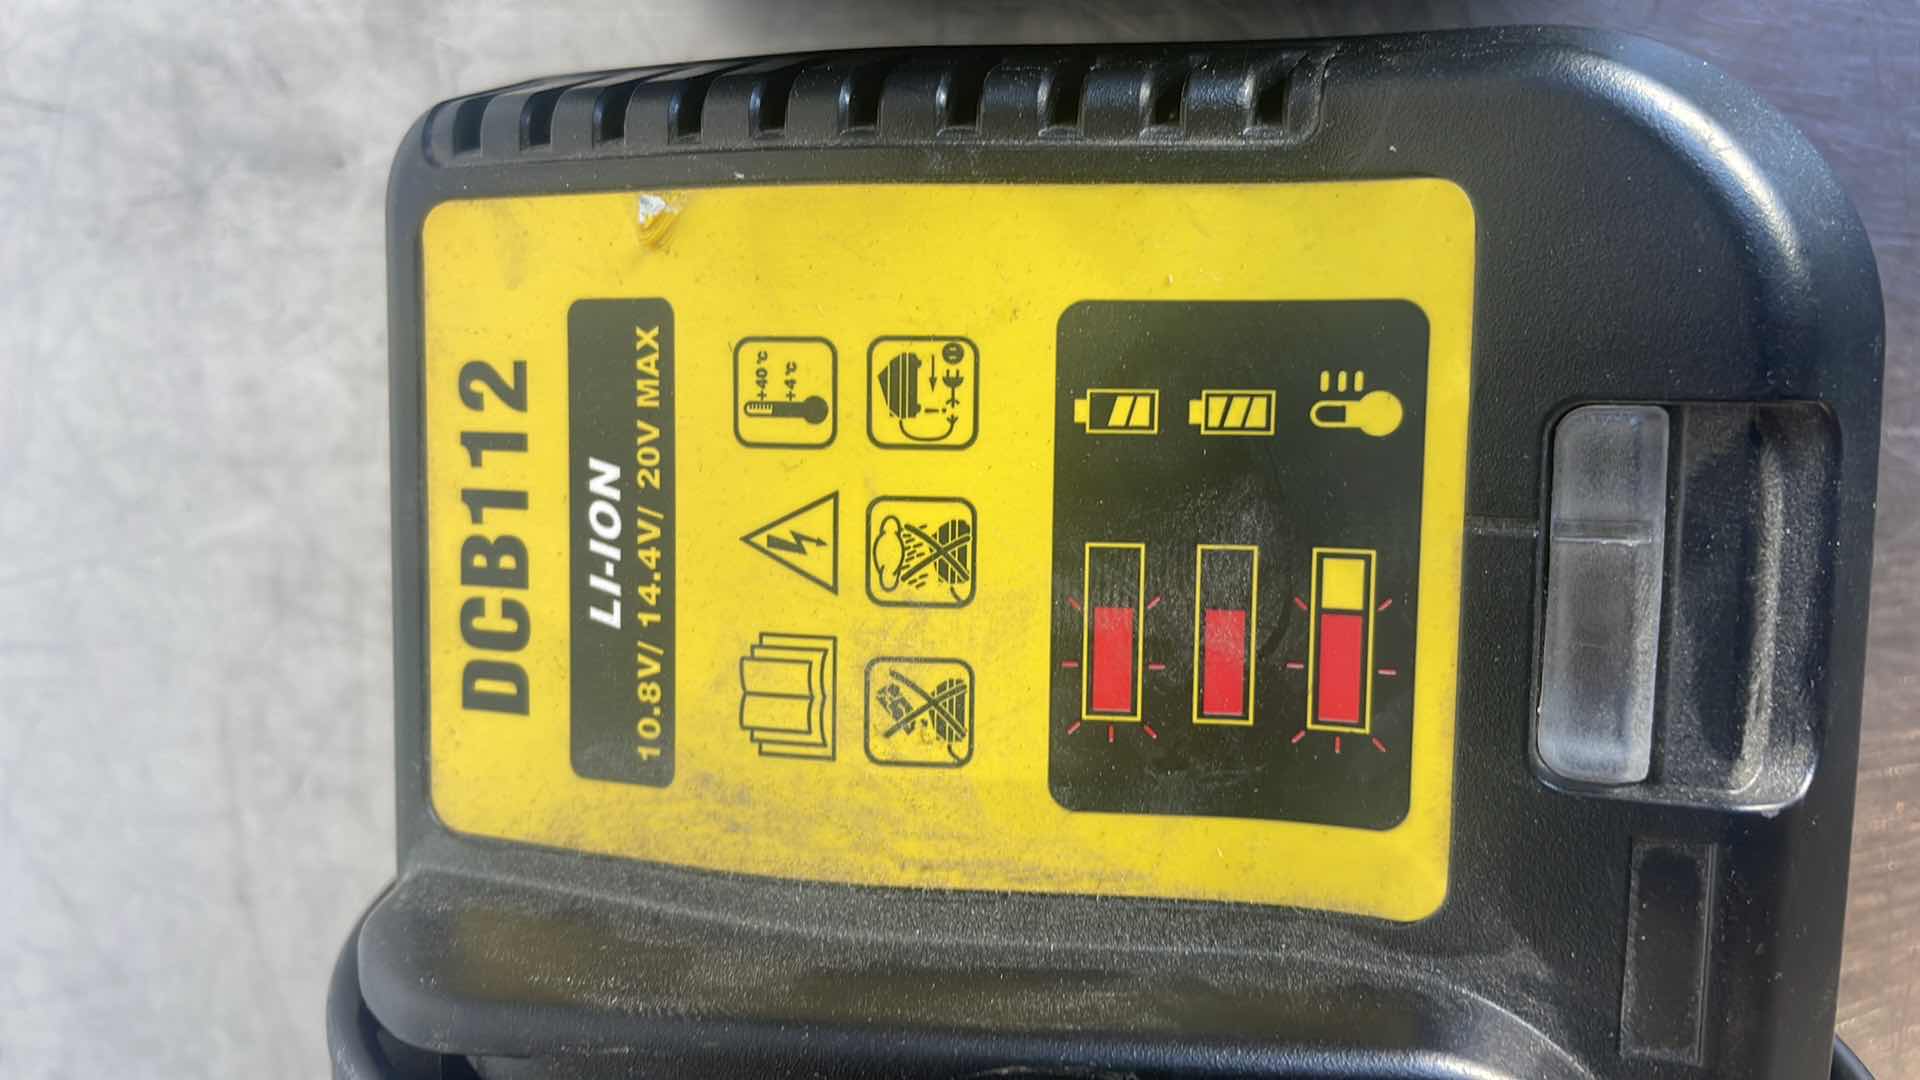 DCB112
LI-ION
10.8V/ 14.4V/ 20V MAX
+40°C
+4°C